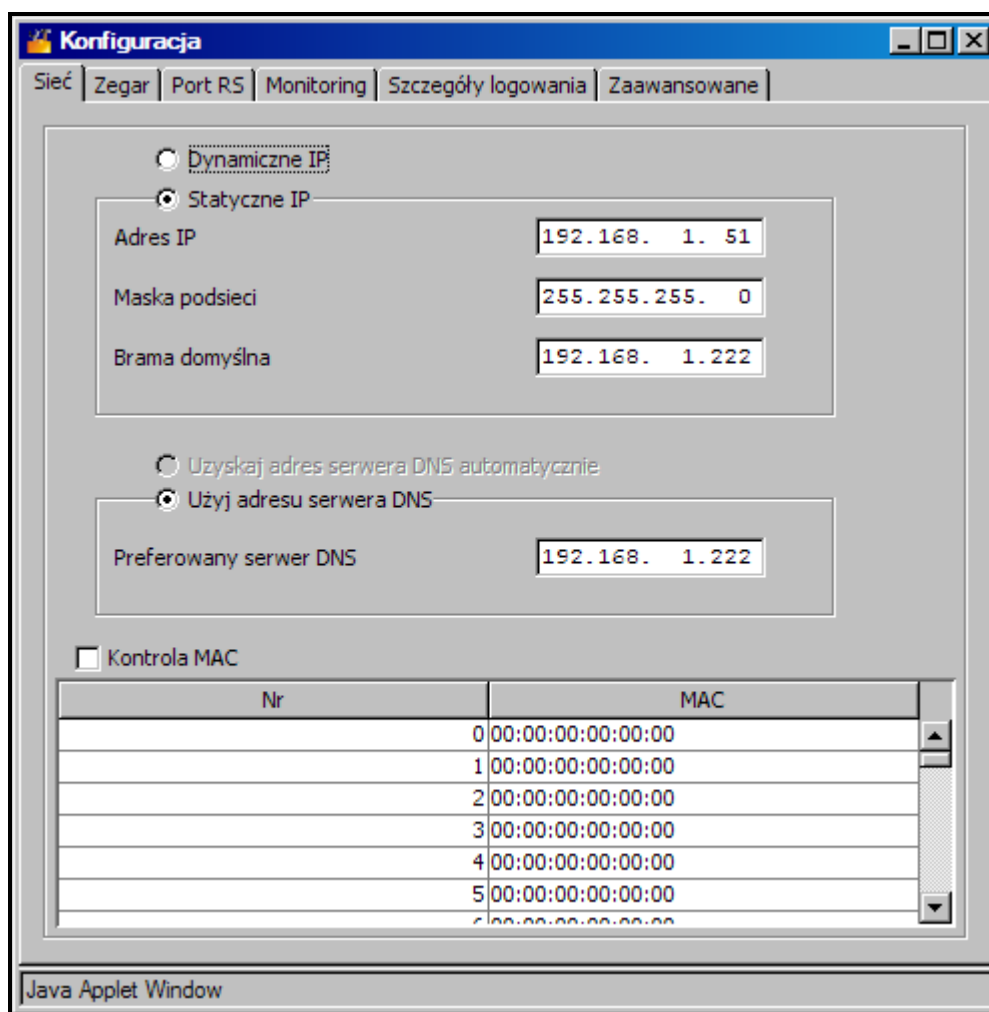 Konfiguracja
Sieć Zegar Port RS Monitoring Szczegóły logowania Zaawansowane
Dynamiczne IP
Statyczne IP
Adres IP 192.168. 1. 51
Maska podsieci 255.255.255. 0
Brama domyślna 192.168. 1.222
Uzyskaj adres serwera DNS automatycznie
Użyj adresu serwera DNS
Preferowany serwer DNS 192.168. 1.222
Kontrola MAC
Nr MAC
0 00:00:00:00:00:00
1 00:00:00:00:00:00
2 00:00:00:00:00:00
3 00:00:00:00:00:00
4 00:00:00:00:00:00
5 00:00:00:00:00:00
Java Applet Window